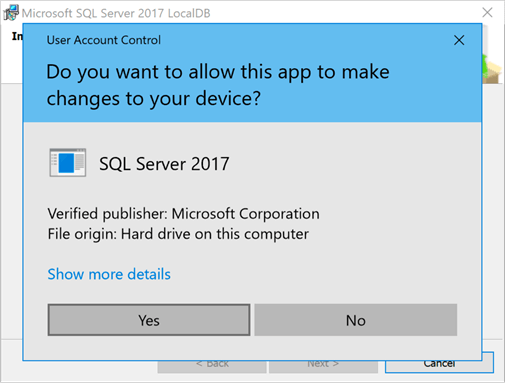 Microsoft SQL Server 2017 LocalDB
User Account Control
Do you want to allow this app to make
changes to your device?
SQL Server 2017
Verified publisher: Microsoft Corporation
File origin: Hard drive on this computer
Show more details
Yes No
< Back Next > Cancel